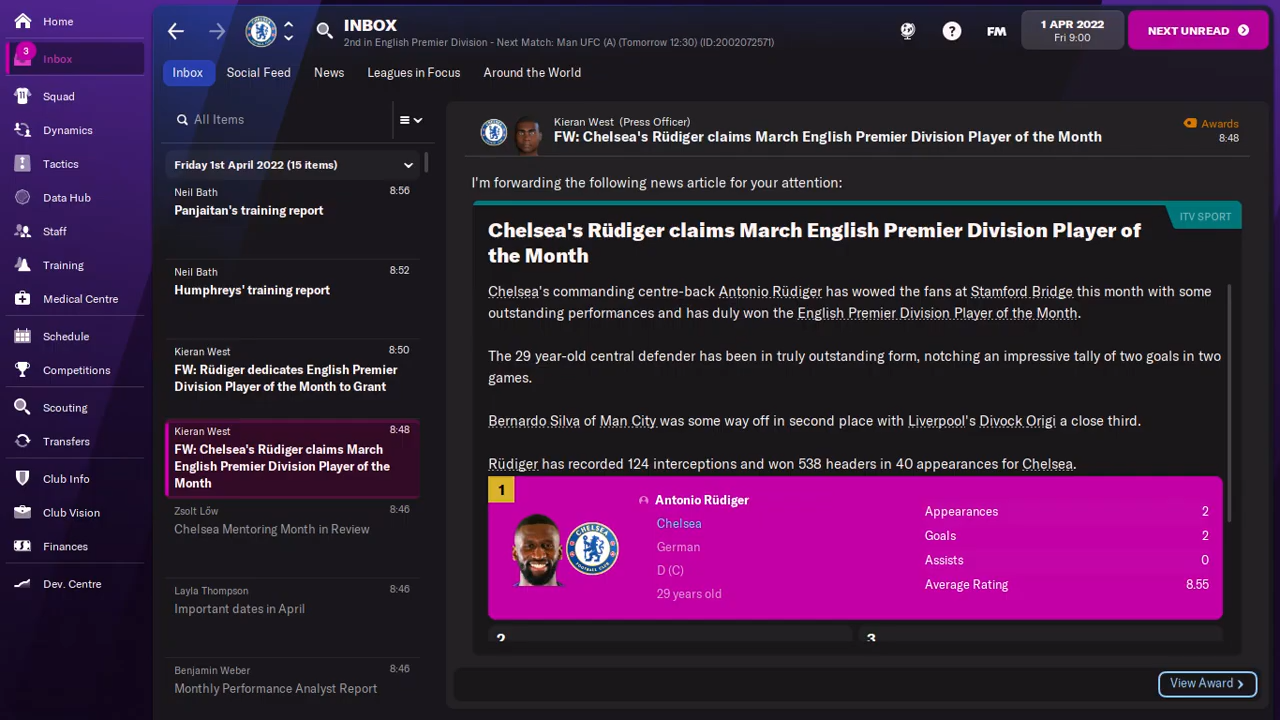 Home
3
Inbox
Squad
Dynamics
Tactics
Data Hub
Staff
Training
Medical Centre
Schedule
Competitions
Scouting
Transfers
Club Info
Club Vision
Finances
Dev. Centre
INBOX
2nd in English Premier Division - Next Match: Man UFC (A) (Tomorrow 12:30) (ID:2002072571)
?
FM
1 APR 2022
Fri 9:00
NEXT UNREAD
Inbox
Social Feed
News
Leagues in Focus
Around the World
All Items
Friday 1st April 2022 (15 items)
Neil Bath 8:56
Panjaitan's training report
Neil Bath 8:52
Humphreys' training report
Kieran West 8:50
FW: Rüdiger dedicates English Premier
Division Player of the Month to Grant
Kieran West 8:48
FW: Chelsea's Rüdiger claims March
English Premier Division Player of the
Month
Zsolt Lőw 8:46
Chelsea Mentoring Month in Review
Layla Thompson 8:46
Important dates in April
Benjamin Weber 8:46
Monthly Performance Analyst Report
Kieran West (Press Officer)
FW: Chelsea's Rüdiger claims March English Premier Division Player of the Month
Awards
8:48
I'm forwarding the following news article for your attention:
ITV SPORT
Chelsea's Rüdiger claims March English Premier Division Player of
the Month
Chelsea's commanding centre-back Antonio Rüdiger has wowed the fans at Stamford Bridge this month with some
outstanding performances and has duly won the English Premier Division Player of the Month.
The 29 year-old central defender has been in truly outstanding form, notching an impressive tally of two goals in two
games.
Bernardo Silva of Man City was some way off in second place with Liverpool's Divock Origi a close third.
Rüdiger has recorded 124 interceptions and won 538 headers in 40 appearances for Chelsea.
1
Antonio Rüdiger
Chelsea
German
D (C)
29 years old
Appearances 2
Goals 2
Assists 0
Average Rating 8.55
2
3
View Award